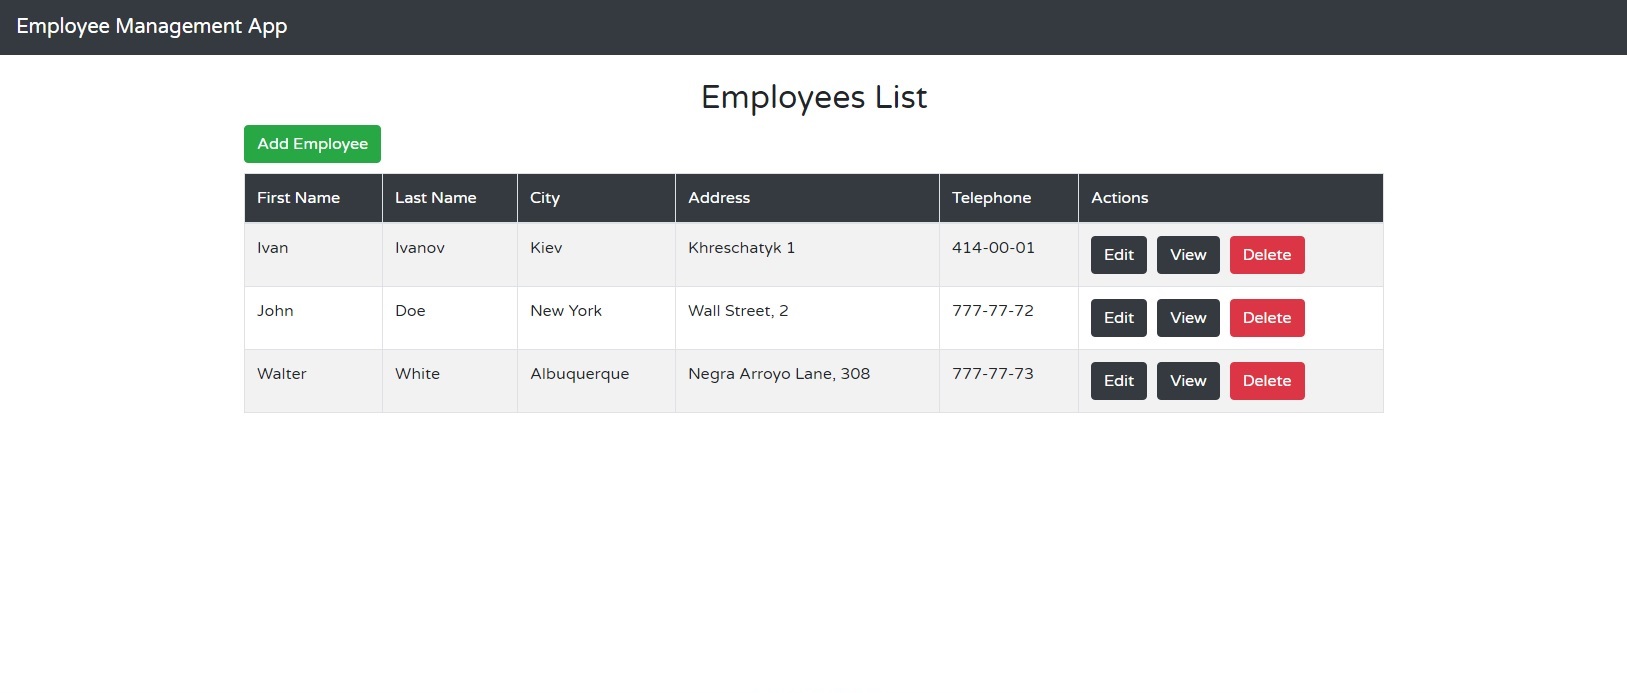 Employee Management App
Employees List
Add Employee
First Name Last Name City Address Telephone Actions
Ivan Ivanov Kiev Khreschatyk 1 414-00-01 Edit View Delete
John Doe New York Wall Street, 2 777-77-72 Edit View Delete
Walter White Albuquerque Negra Arroyo Lane, 308 777-77-73 Edit View Delete